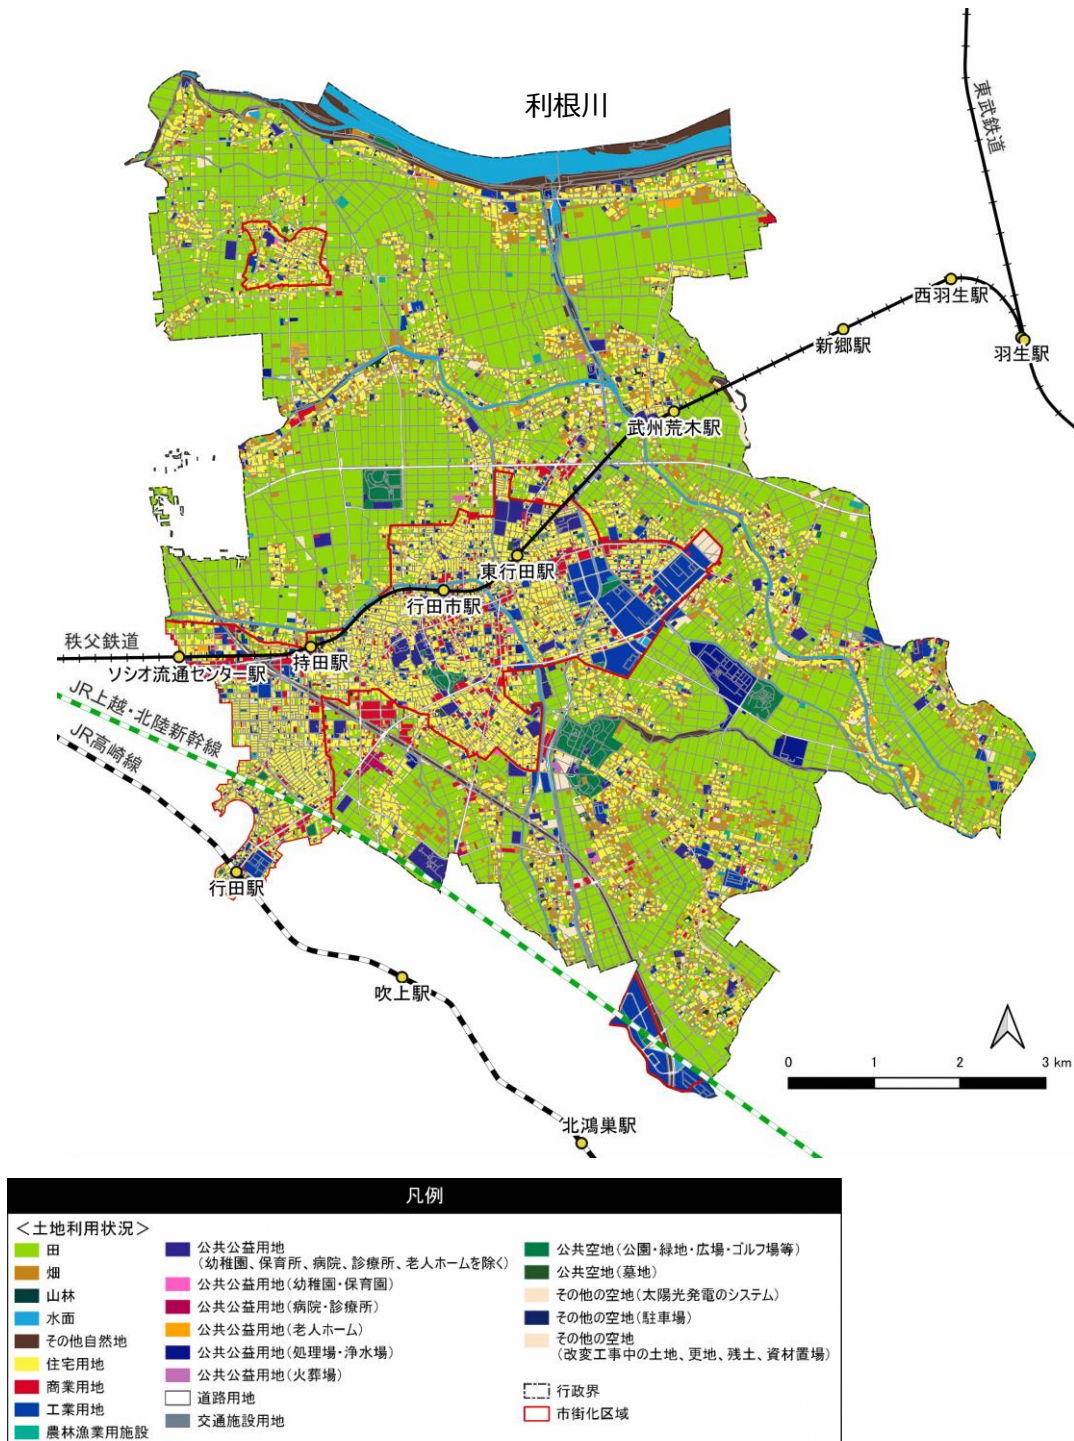 利根川
東武鉄道
西羽生駅
新郷駅
羽生駅
武州荒木駅
東行田駅
行田市駅
秩父鉄道
持田駅
ソシオ流通センター駅
JR上越・北陸新幹線
JR高崎線
行田駅
吹上駅
北鴻巣駅
0 1 2 3 km
凡例
＜土地利用状況＞
田
畑
山林
水面
その他自然地
住宅用地
商業用地
工業用地
農林漁業用施設
公共公益用地
(幼稚園、保育所、病院、診療所、老人ホームを除く)
公共公益用地(幼稚園・保育園)
公共公益用地(病院・診療所)
公共公益用地(老人ホーム)
公共公益用地(処理場・浄水場)
公共公益用地(火葬場)
道路用地
交通施設用地
公共空地(公園・緑地・広場・ゴルフ場等)
公共空地(墓地)
その他の空地(太陽光発電のシステム)
その他の空地(駐車場)
その他の空地
(改変工事中の土地、更地、残土、資材置場)
行政界
市街化区域